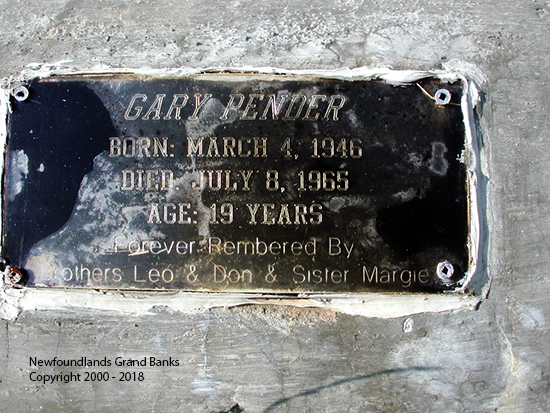 GARY PENDER
BORN: MARCH 4, 1946
DIED: JULY 8, 1965
AGE: 19 YEARS
Forever Rembered By
Brothers Leo & Don & Sister Margie
Newfoundlands Grand Banks
Copyright 2000 - 2018